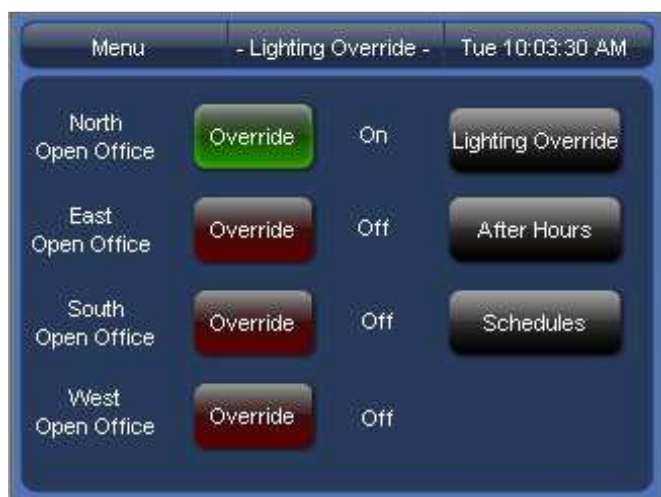 Menu
- Lighting Override -
Tue 10:03:30 AM
North
Open Office
Override
On
Lighting Override
East
Open Office
Override
Off
After Hours
South
Open Office
Override
Off
Schedules
West
Open Office
Override
Off